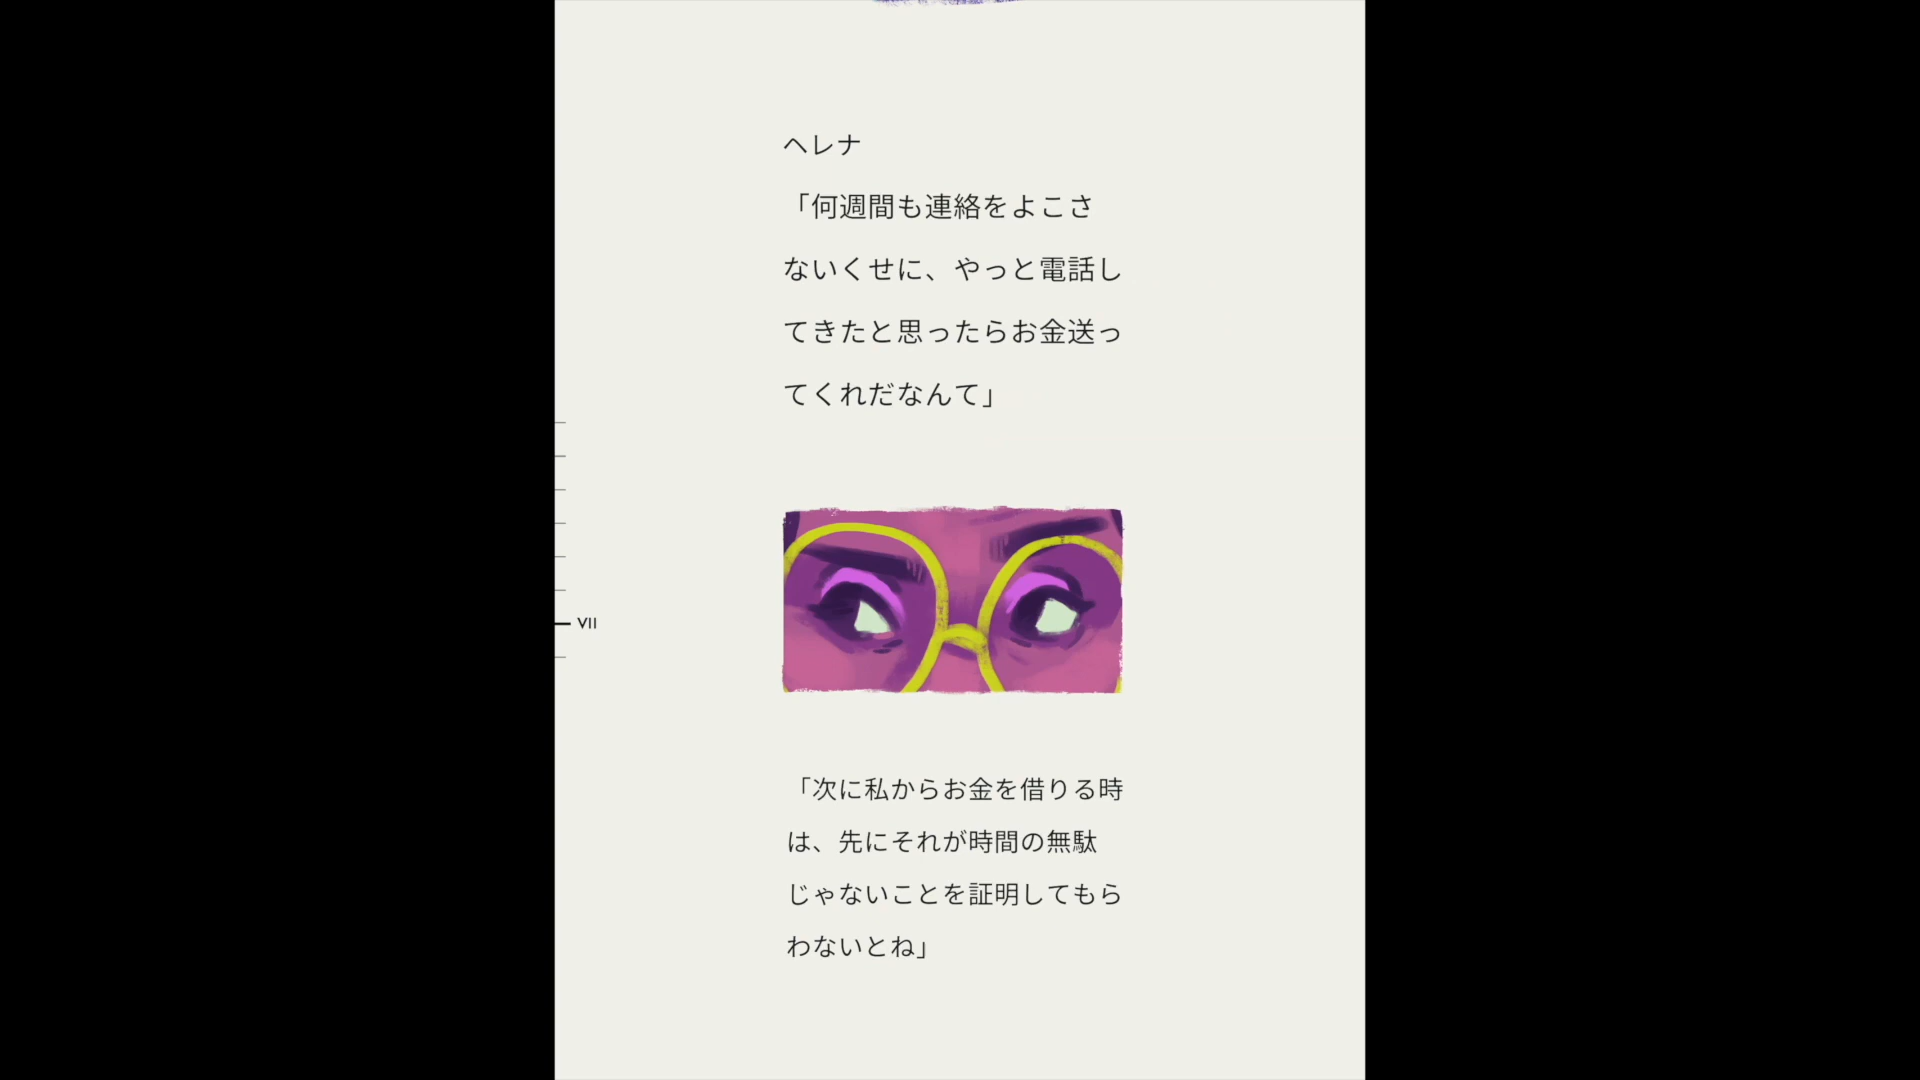 ヘレナ
「何週間も連絡をよこさ
ないくせに、やっと電話し
てきたと思ったらお金送っ
てくれだなんて」
VII
「次に私からお金を借りる時
は、先にそれが時間の無駄
じゃないことを証明してもら
わないとね」